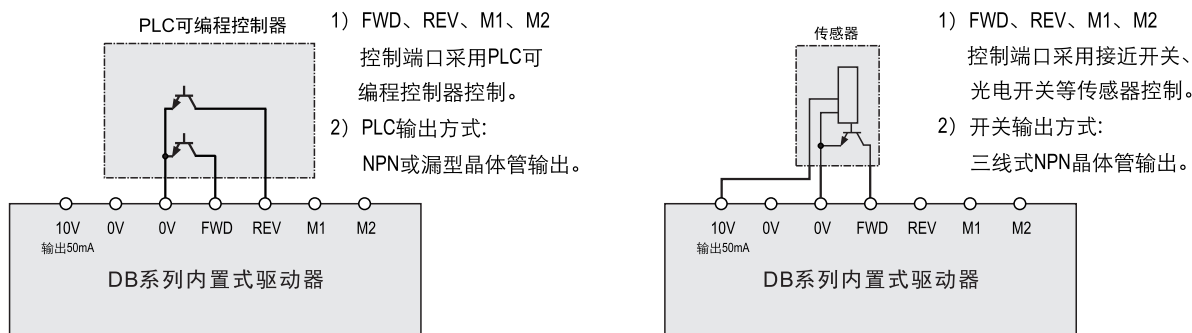 PLC可编程控制器
1）FWD、REV、M1、M2
控制端口采用PLC可
编程控制器控制。
2）PLC输出方式:
NPN或漏型晶体管输出。
10V 0V 0V FWD REV M1 M2
输出50mA
DB系列内置式驱动器
传感器
1）FWD、REV、M1、M2
控制端口采用接近开关、
光电开关等传感器控制。
2）开关输出方式:
三线式NPN晶体管输出。
10V 0V 0V FWD REV M1 M2
输出50mA
DB系列内置式驱动器